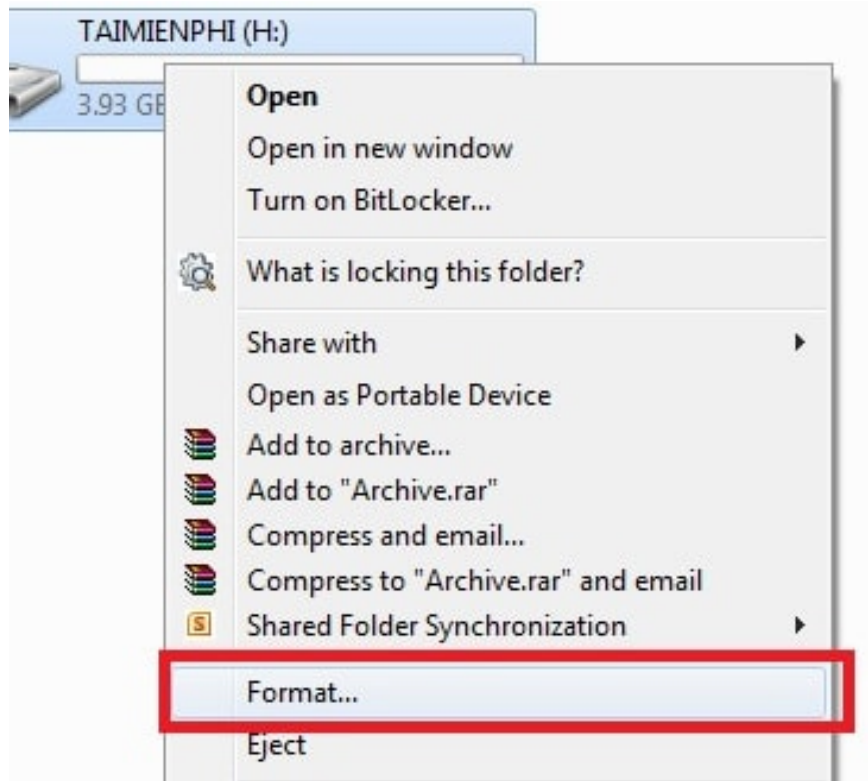 TAIMIENPHI (H:)
3.93 GB
Open
Open in new window
Turn on BitLocker...
What is locking this folder?
Share with
Open as Portable Device
Add to archive...
Add to "Archive.rar"
Compress and email...
Compress to "Archive.rar" and email
Shared Folder Synchronization
Format...
Eject